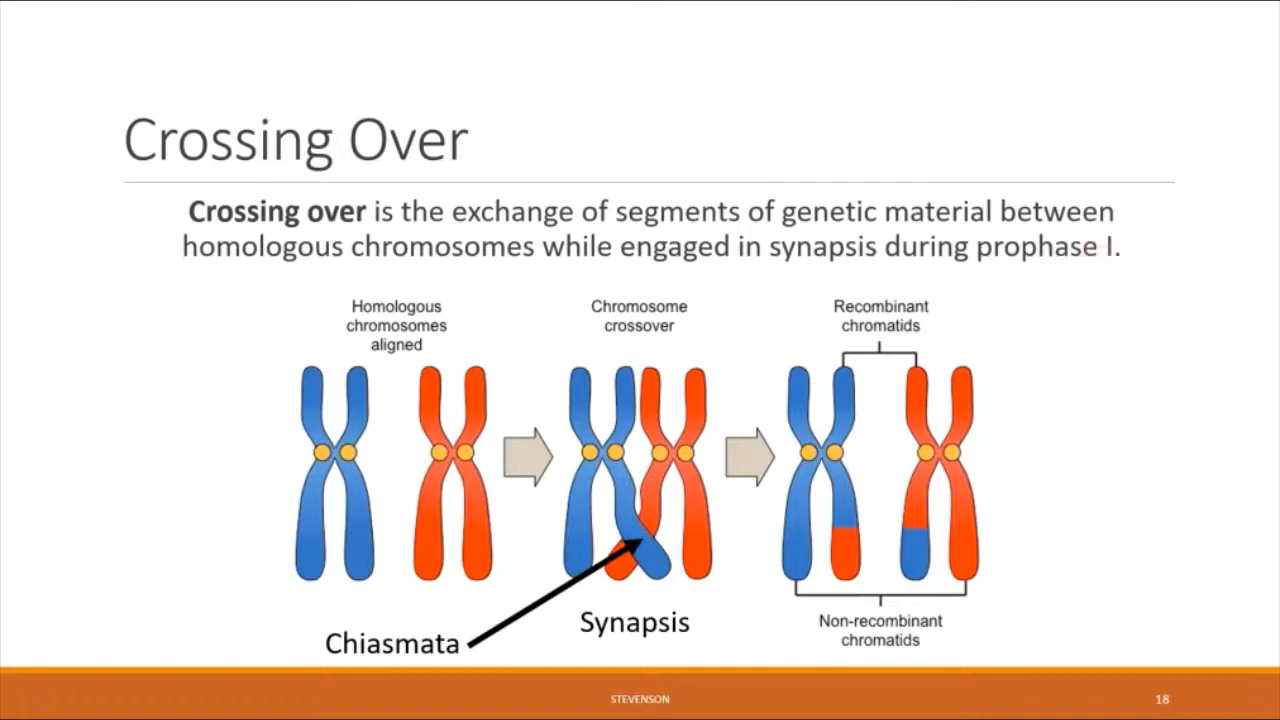 Crossing Over
Crossing over is the exchange of segments of genetic material between
homologous chromosomes while engaged in synapsis during prophase I.
Homologous
chromosomes
aligned
Chromosome
crossover
Recombinant
chromatids
Chiasmata
Synapsis
Non-recombinant
chromatids
STEVENSON
18